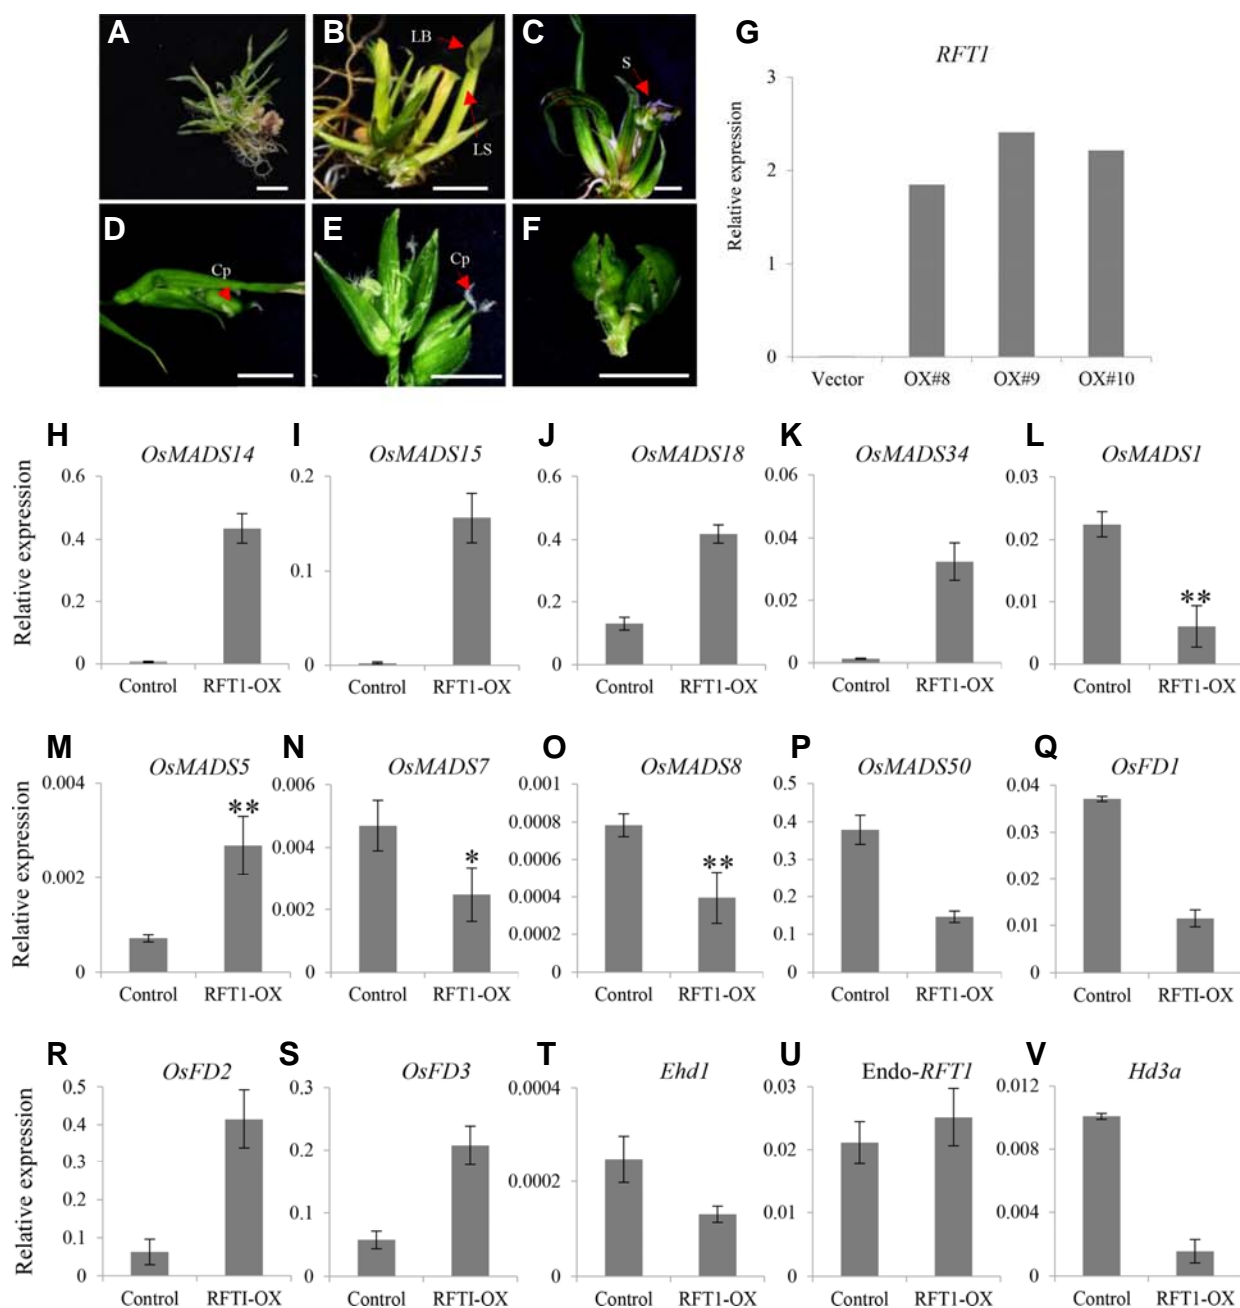 A
B
LB
LS
C
S
D
Cp
E
Cp
F
G
RFT1
Relative expression
3
2
1
0
Vector OX#8 OX#9 OX#10
H I J K L
OsMADS14 OsMADS15 OsMADS18 OsMADS34 OsMADS1
Relative expression
0.6 0.2 0.6 0.06 0.03
0.4 0.1 0.4 0.04 0.02
0.2 0.2 0.02 0.01
** 
0 0 0 0 0
Control RFT1-OX Control RFT1-OX Control RFT1-OX Control RFT1-OX Control RFT1-OX
M N O P Q
OsMADS5 OsMADS7 OsMADS8 OsMADS50 OsFD1
Relative expression
0.004 0.006 0.001 0.5 0.04
** 0.0008 0.4 0.03
0.004 * 0.0006 ** 0.3
0.002 0.002 0.0004 0.2 0.02
0.0002 0.1 0.01
0 0 0 0 0
Control RFT1-OX Control RFT1-OX Control RFT1-OX Control RFT1-OX Control RFTI-OX
R S T U V
OsFD2 OsFD3 Ehd1 Endo-RFT1 Hd3a
Relative expression
0.5 0.3 0.0004 0.03 0.012
0.4 0.2 0.02 0.008
0.3 0.0002
0.2 0.1 0.01 0.004
0.1
0 0 0 0 0
Control RFTI-OX Control RFTI-OX Control RFT1-OX Control RFT1-OX Control RFT1-OX